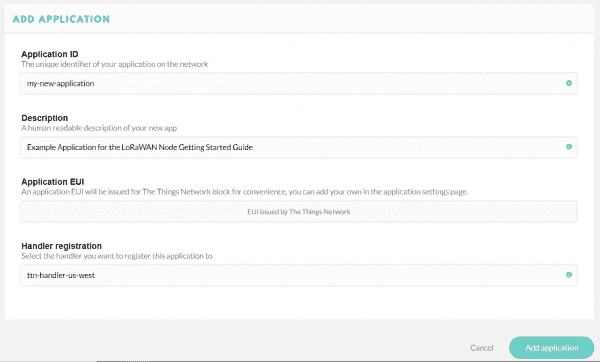 ADD APPLICATION
Application ID
The unique identifier of your application on the network
my-new-application
Description
A human readable description of your new app
Example Application for the LoRaWAN Node Getting Started Guide
Application EUI
An application EUI will be issued for The Things Network block for convenience, you can add your own in the application settings page.
EUI issued by The Things Network
Handler registration
Select the handler you want to register this application to
ttn-handler-us-west
Cancel
Add application